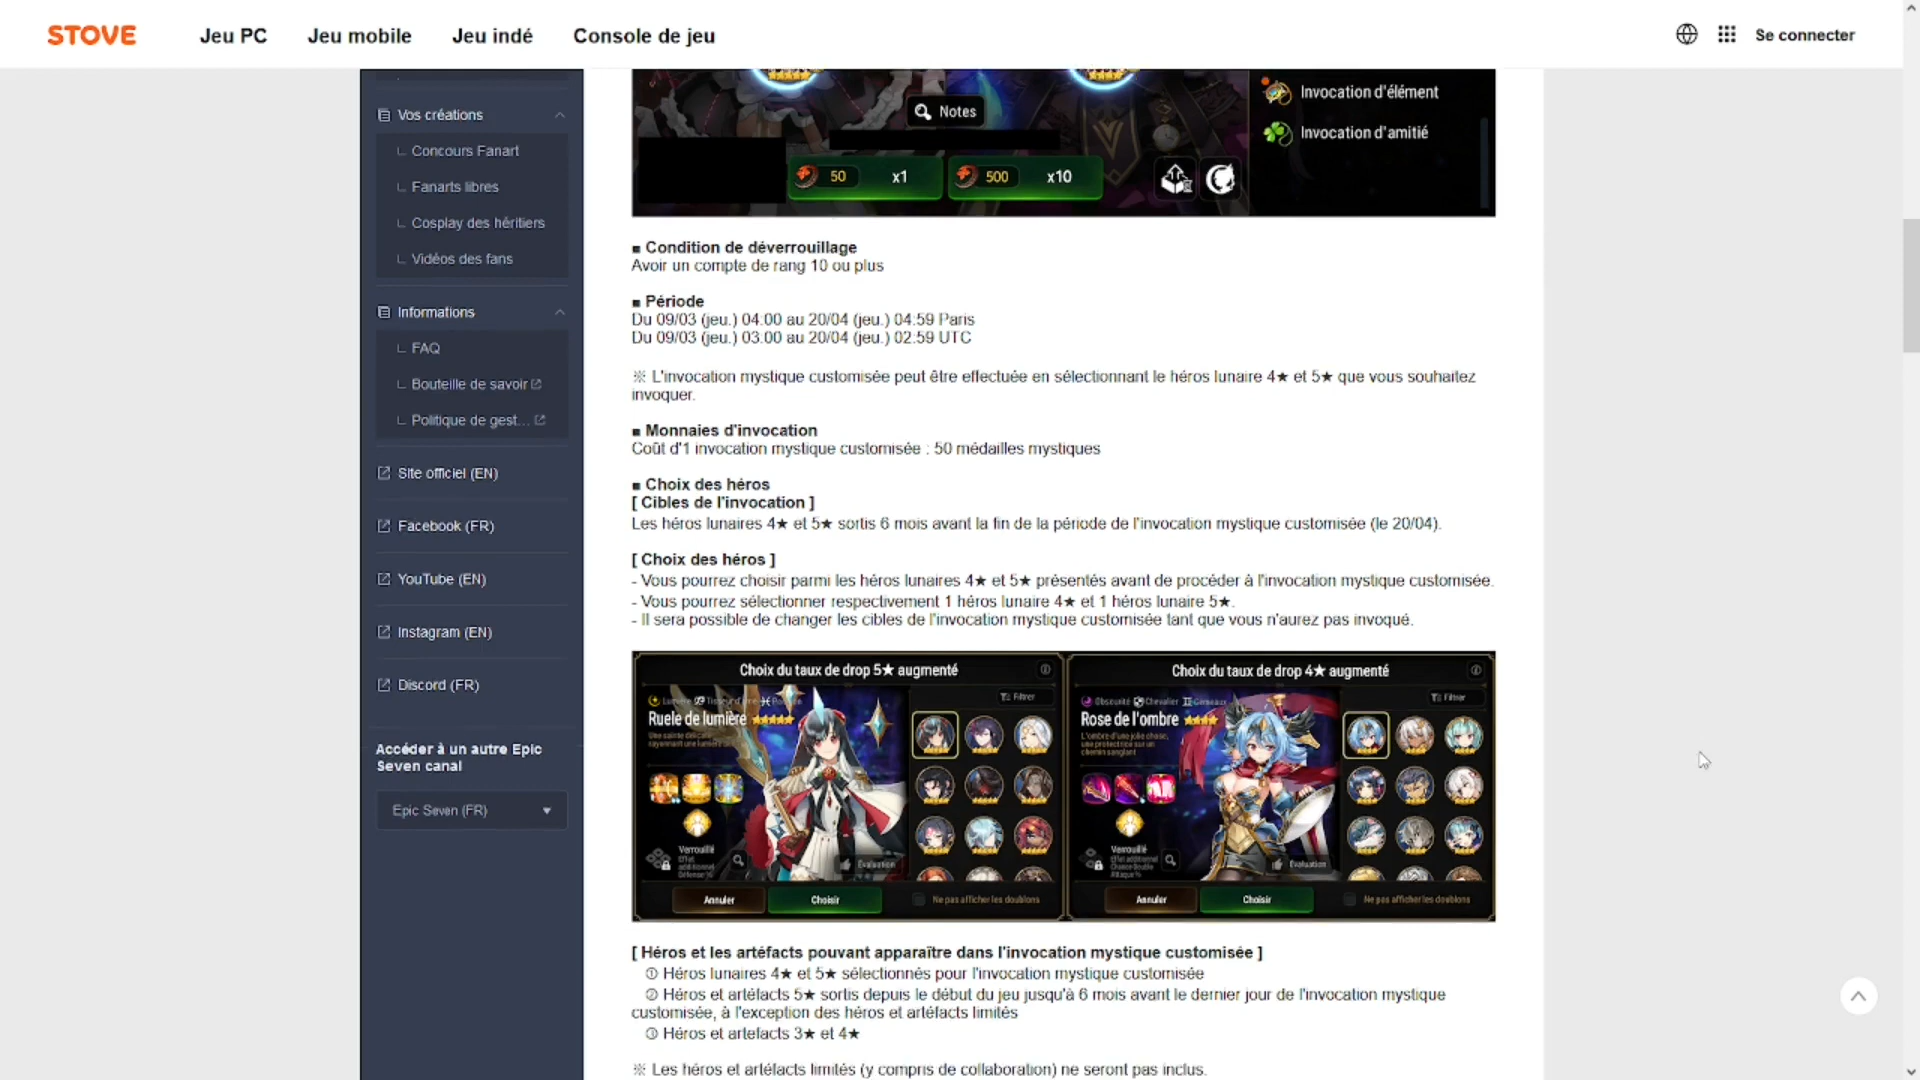 STOVE
Jeu PC
Jeu mobile
Jeu indé
Console de jeu
Se connecter
Vos créations
Concours Fanart
Fanarts libres
Cosplay des héritiers
Vidéos des fans
Informations
FAQ
Bouteille de savoir
Politique de gest...
Site officiel (EN)
Facebook (FR)
YouTube (EN)
Instagram (EN)
Discord (FR)
Accéder à un autre Epic
Seven canal
Epic Seven (FR)
Invocation d'élément
Notes
Invocation d'amitié
50 x1
500 x10
■ Condition de déverrouillage
Avoir un compte de rang 10 ou plus
■ Période
Du 09/03 (jeu.) 04:00 au 20/04 (jeu.) 04:59 Paris
Du 09/03 (jeu.) 03:00 au 20/04 (jeu.) 02:59 UTC
※ L'invocation mystique customisée peut être effectuée en sélectionnant le héros lunaire 4★ et 5★ que vous souhaitez
invoquer.
■ Monnaies d'invocation
Coût d'1 invocation mystique customisée : 50 médailles mystiques
■ Choix des héros
[ Cibles de l'invocation ]
Les héros lunaires 4★ et 5★ sortis 6 mois avant la fin de la période de l'invocation mystique customisée (le 20/04).
[ Choix des héros ]
- Vous pourrez choisir parmi les héros lunaires 4★ et 5★ présentés avant de procéder à l'invocation mystique customisée.
- Vous pourrez sélectionner respectivement 1 héros lunaire 4★ et 1 héros lunaire 5★.
- Il sera possible de changer les cibles de l'invocation mystique customisée tant que vous n'aurez pas invoqué.
Choix du taux de drop 5★ augmenté
Filtrer
Ruele de lumière ★★★★★
Verrouillé
Évaluation
Annuler
Choisir
Ne pas afficher les doublons
Choix du taux de drop 4★ augmenté
Filtrer
Obscurité Chevalier Gémeaux
Rose de l'ombre ★★★★
L'ombre d'une jolie chose,
une protectrice sur un
chemin sanglant
Verrouillé
Évaluation
Annuler
Choisir
Ne pas afficher les doublons
[ Héros et les artéfacts pouvant apparaître dans l'invocation mystique customisée ]
① Héros lunaires 4★ et 5★ sélectionnés pour l'invocation mystique customisée
② Héros et artéfacts 5★ sortis depuis le début du jeu jusqu'à 6 mois avant le dernier jour de l'invocation mystique
customisée, à l'exception des héros et artéfacts limités
③ Héros et artefacts 3★ et 4★
※ Les héros et artéfacts limités (y compris de collaboration) ne seront pas inclus.